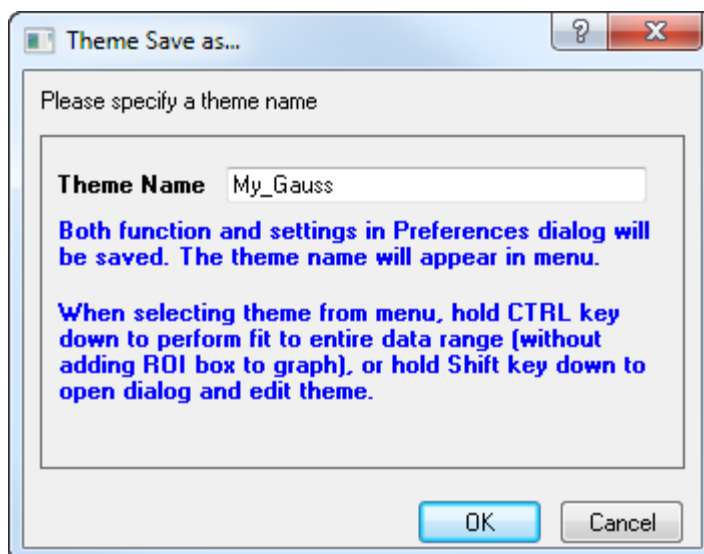 Theme Save as...
Please specify a theme name
Theme Name My_Gauss
Both function and settings in Preferences dialog will
be saved. The theme name will appear in menu.
When selecting theme from menu, hold CTRL key
down to perform fit to entire data range (without
adding ROI box to graph), or hold Shift key down to
open dialog and edit theme.
OK Cancel